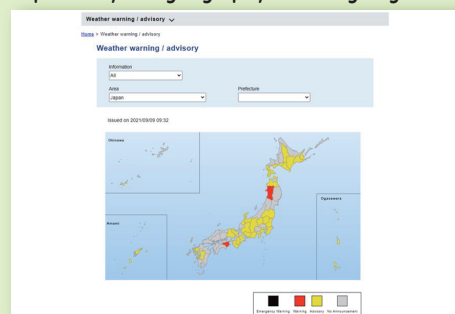 Weather warning / advisory
Home > Weather warning / advisory
Weather warning / advisory
Information
All
Area
Japan
Prefecture
Issued on 2021/09/09 09:32
Okinawa
Ogasawara
Amami
Emergency Warning Warning Advisory No Announcement